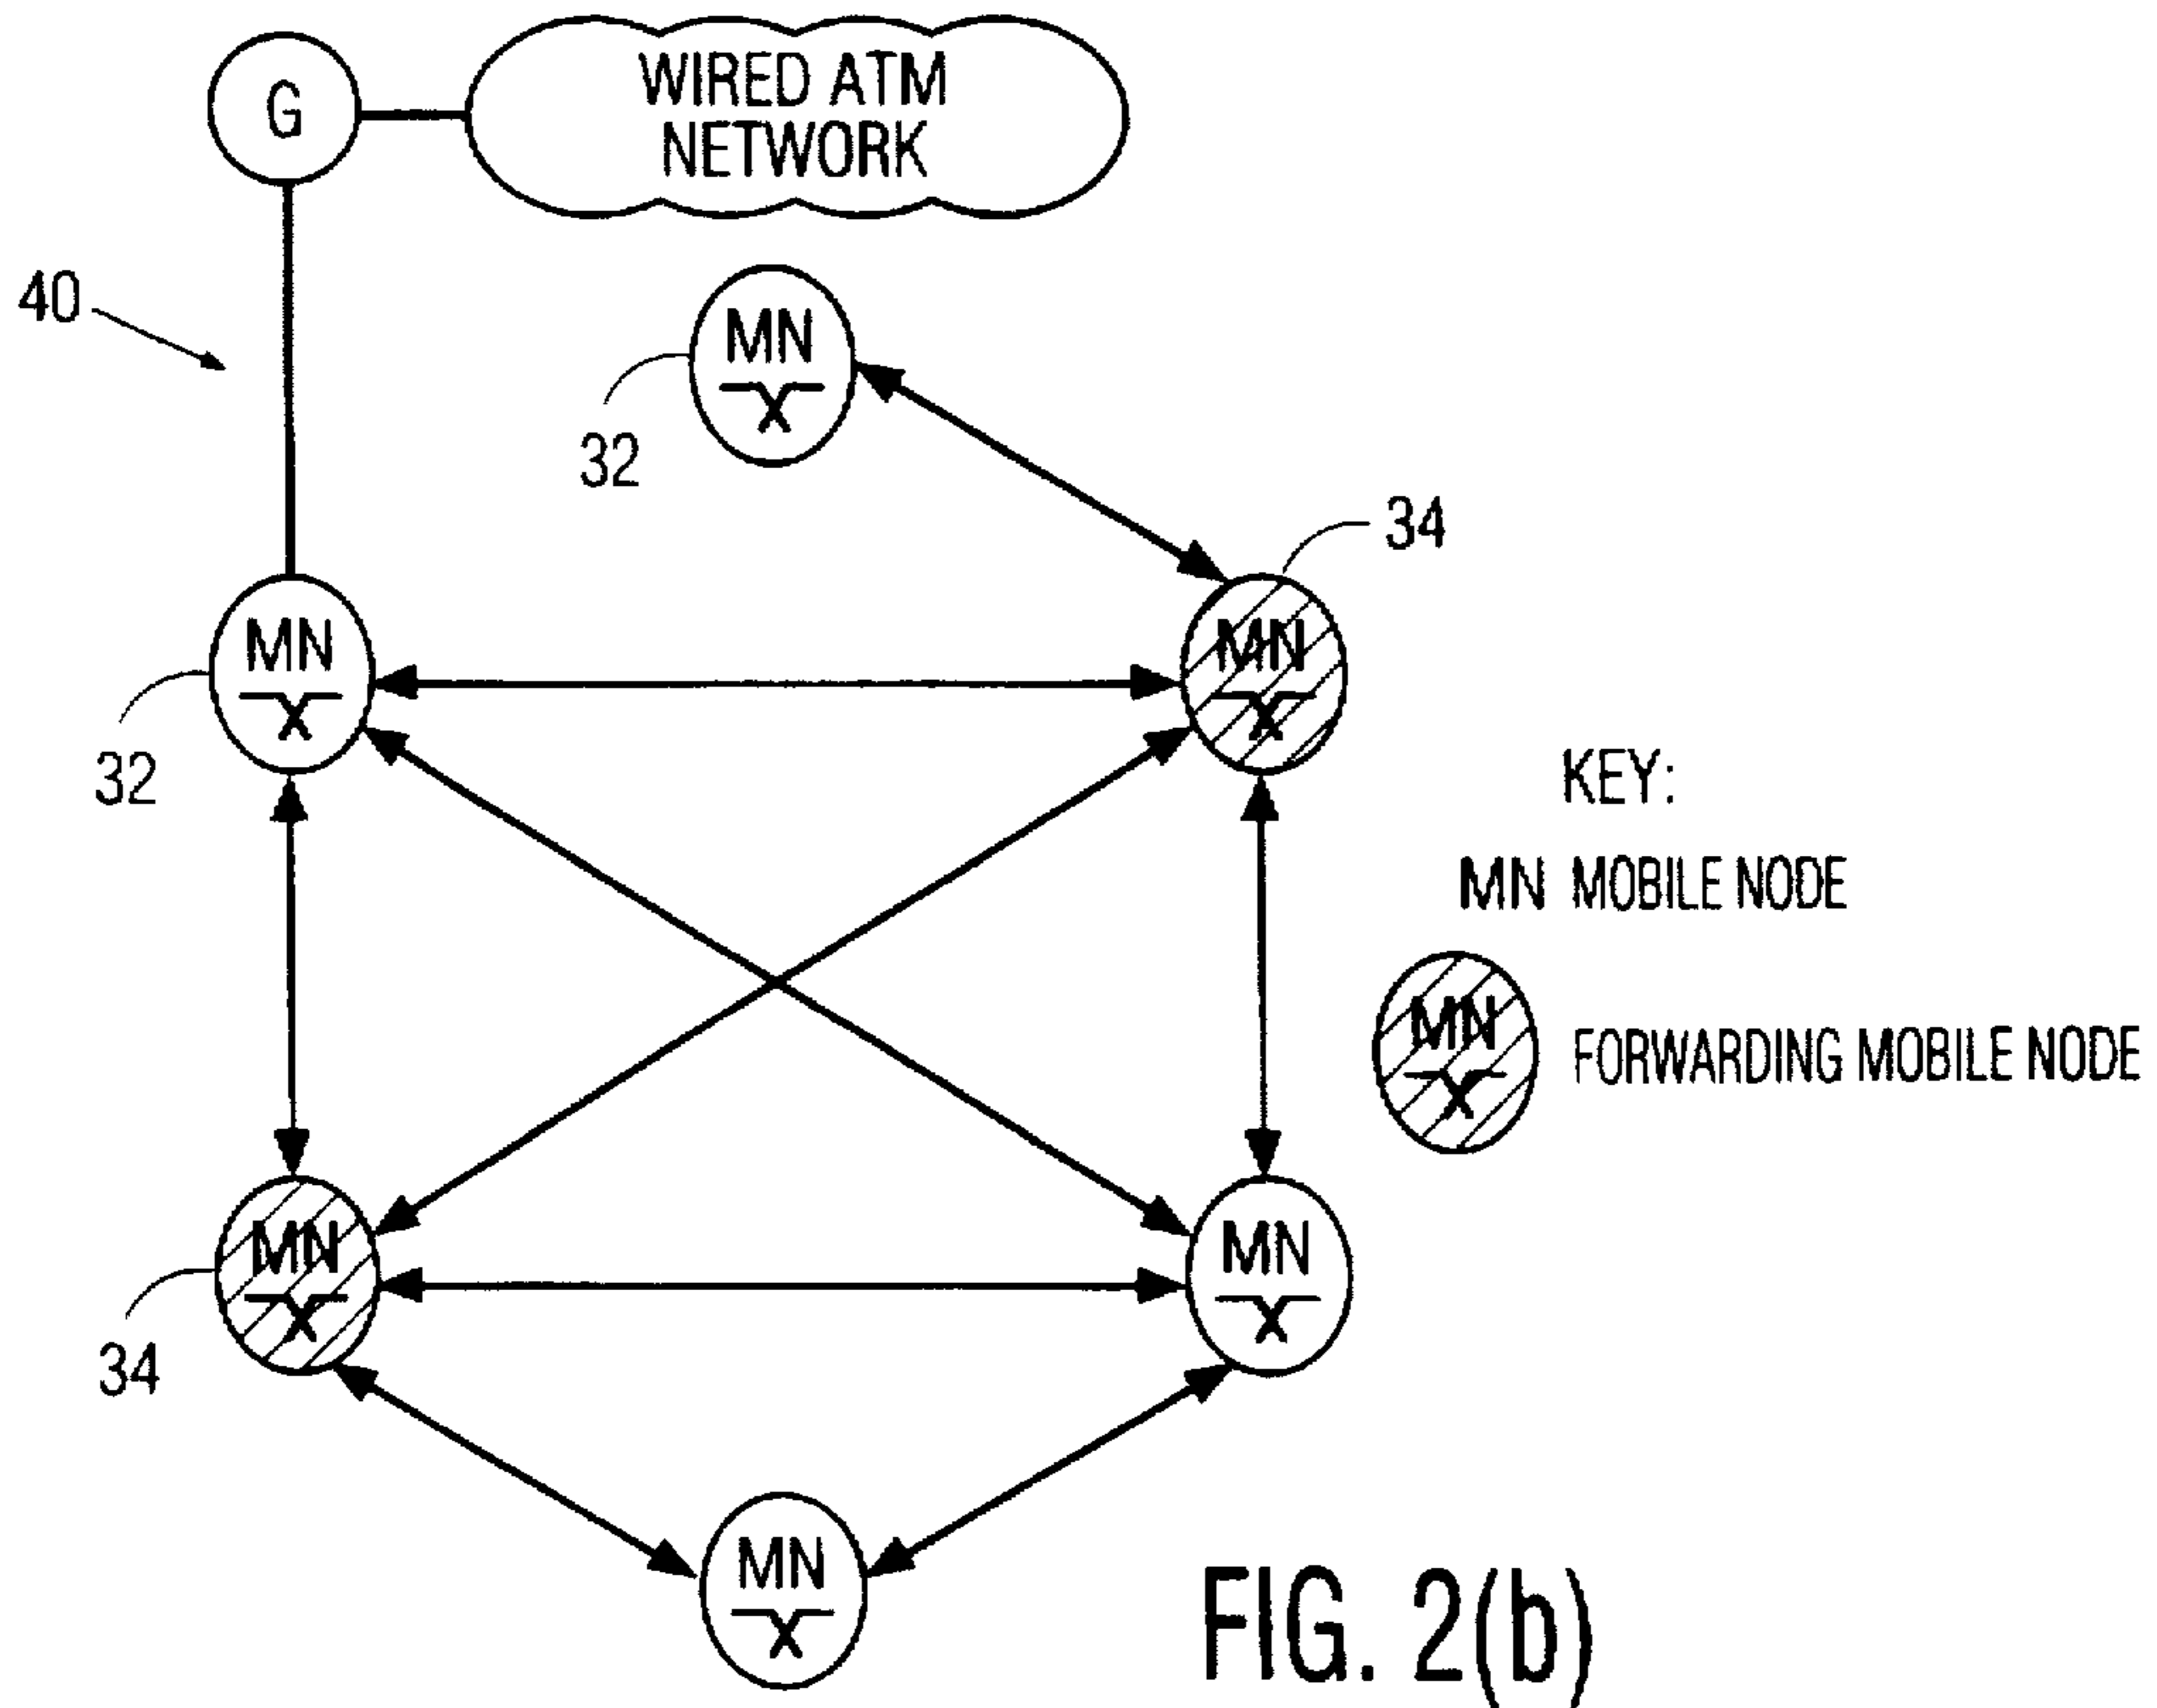 G
WIRED ATM
NETWORK
40
MN
X
32
34
MN
X
32
MN
X
KEY:
MN MOBILE NODE
MN
X
FORWARDING MOBILE NODE
MN
X
34
MN
X
MN
X
FIG. 2(b)